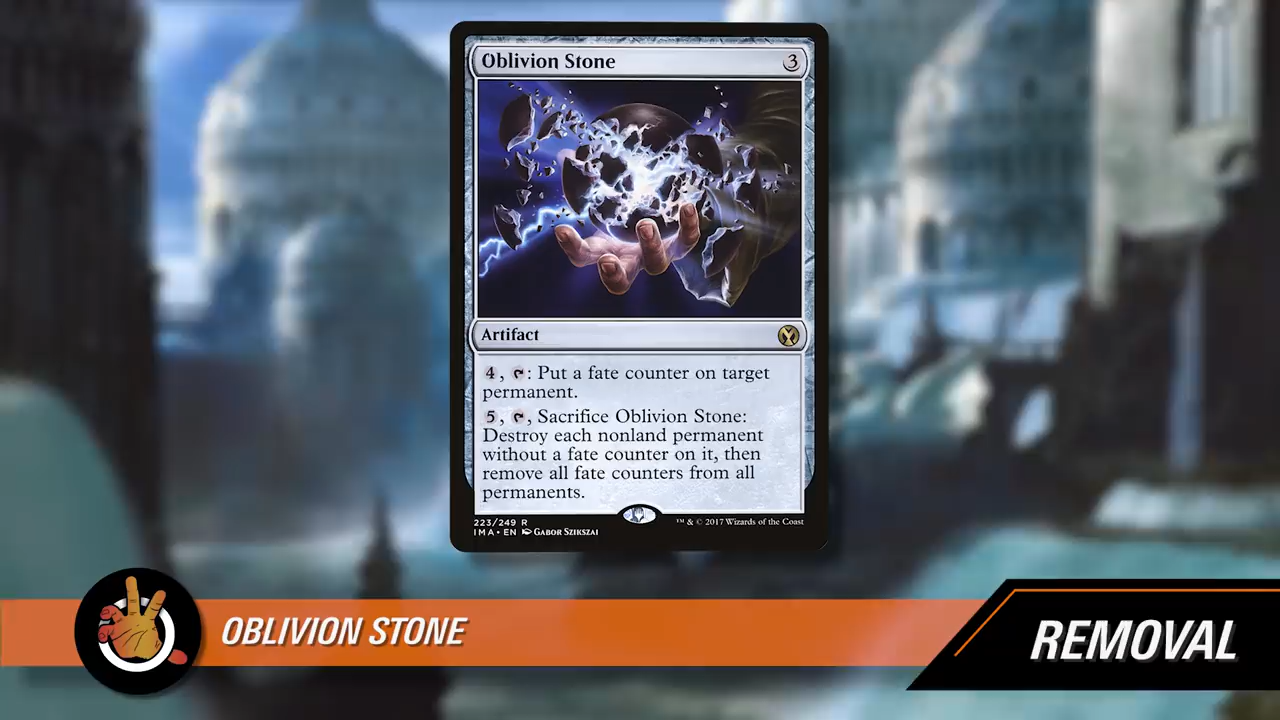 Oblivion Stone 3
Artifact
4, : Put a fate counter on target
permanent.
5, , Sacrifice Oblivion Stone:
Destroy each nonland permanent
without a fate counter on it, then
remove all fate counters from all
permanents.
223/249 R
IMA • EN Gabor Szikszai
™ & © 2017 Wizards of the Coast
OBLIVION STONE
REMOVAL